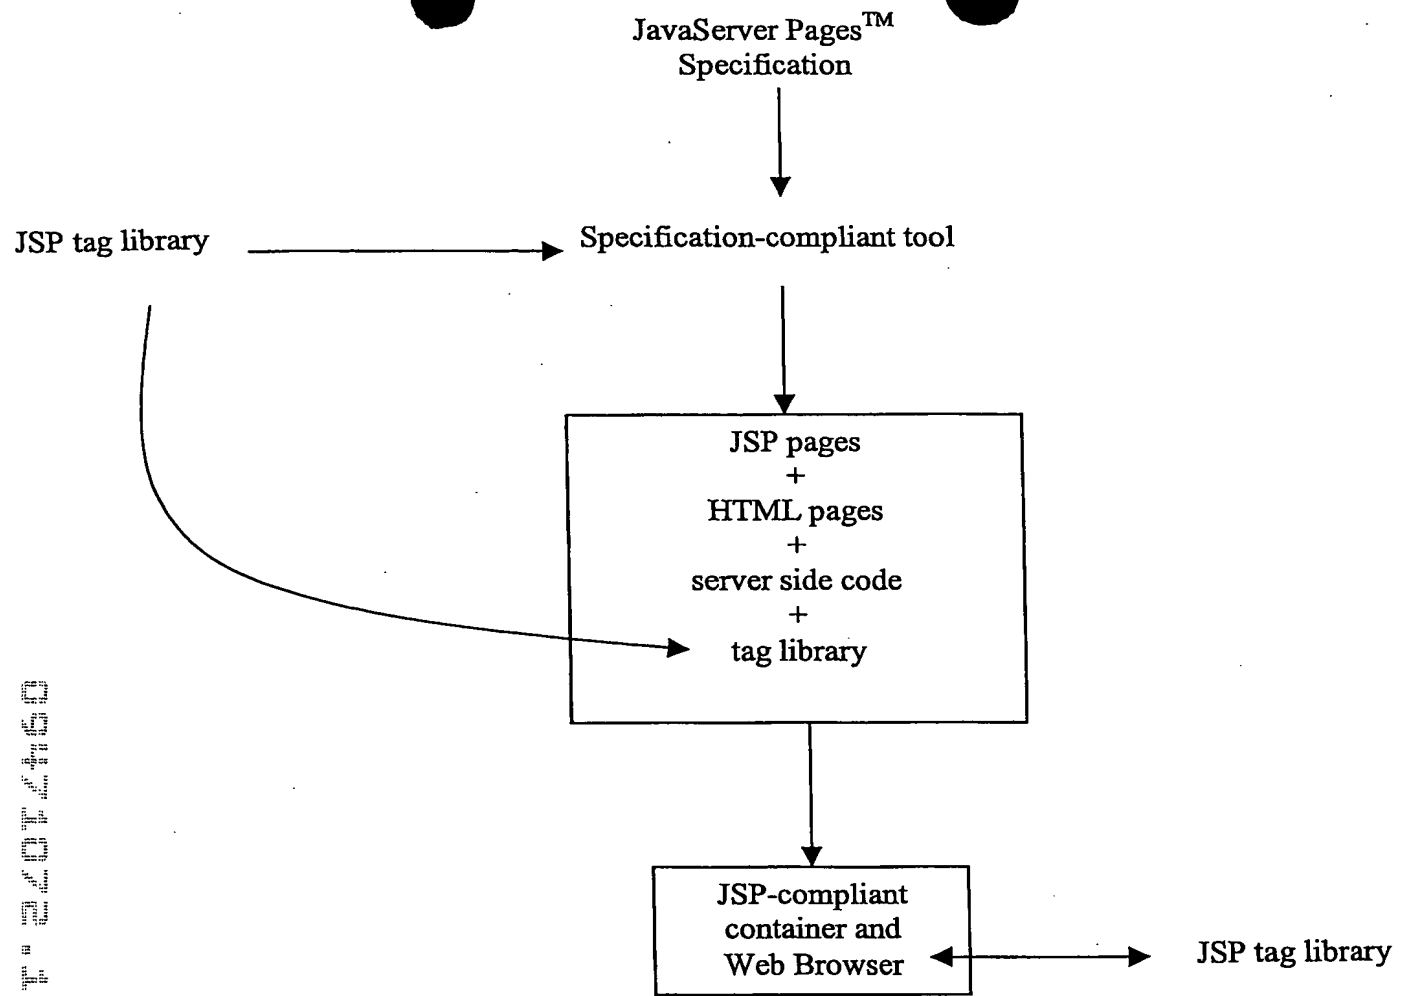 JavaServer Pages™
Specification
JSP tag library
Specification-compliant tool
JSP pages
+
HTML pages
+
server side code
+
tag library
JSP-compliant
container and
Web Browser
JSP tag library